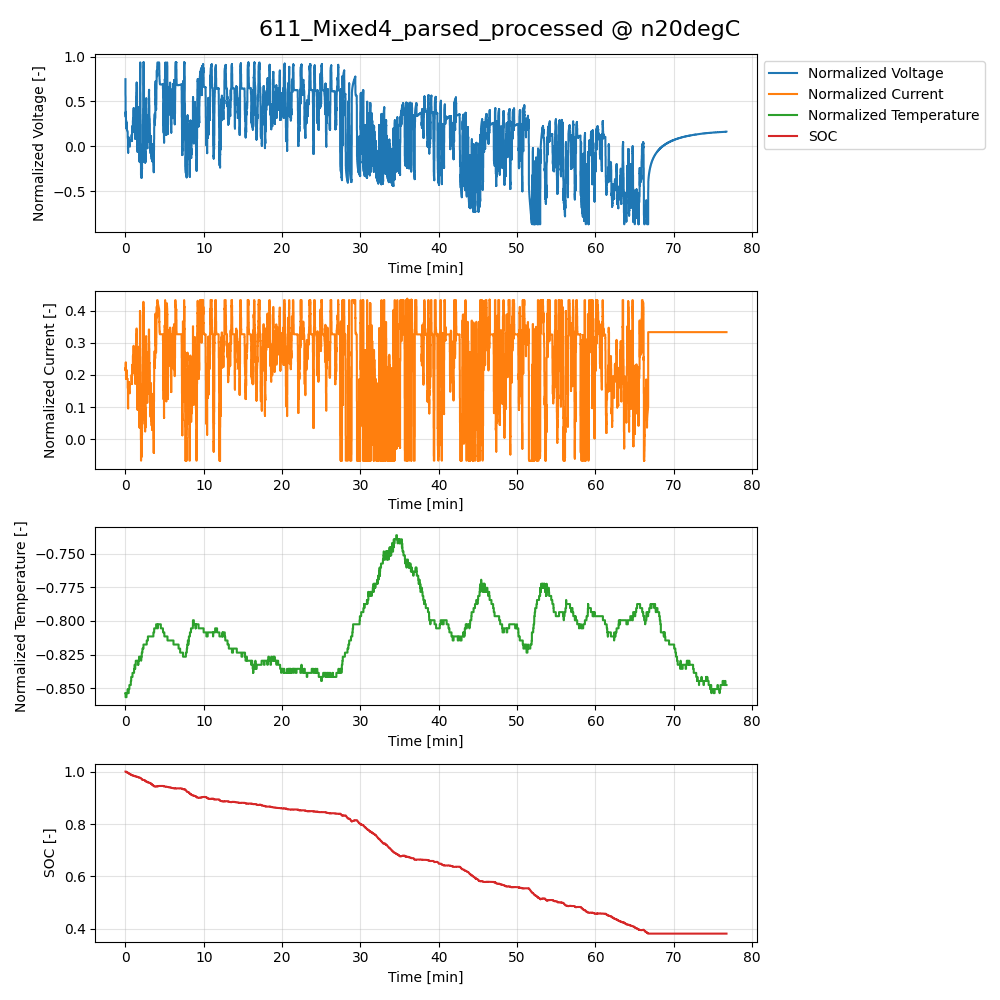 611_Mixed4_parsed_processed @ n20degC
Normalized Voltage [-]
1.0
0.5
0.0
−0.5
0 10 20 30 40 50 60 70 80
Time [min]
Normalized Voltage
Normalized Current
Normalized Temperature
SOC
Normalized Current [-]
0.4
0.3
0.2
0.1
0.0
0 10 20 30 40 50 60 70 80
Time [min]
Normalized Temperature [-]
−0.750
−0.775
−0.800
−0.825
−0.850
0 10 20 30 40 50 60 70 80
Time [min]
SOC [-]
1.0
0.8
0.6
0.4
0 10 20 30 40 50 60 70 80
Time [min]